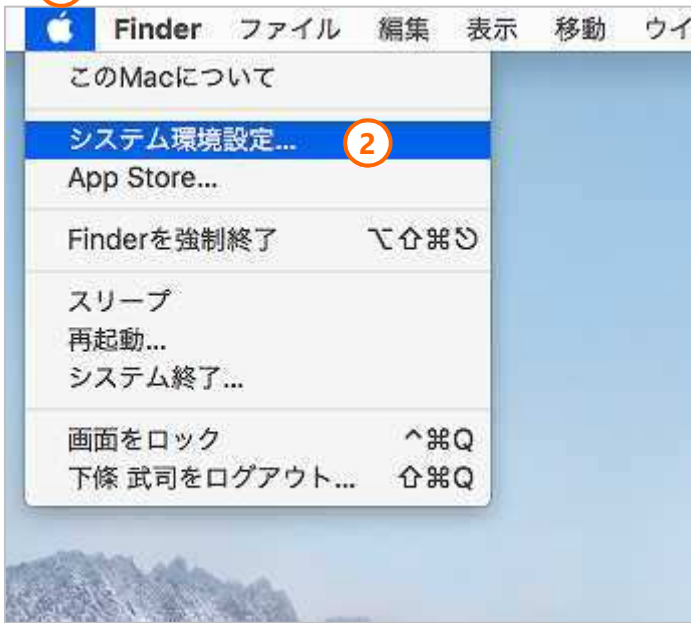 Finder ファイル 編集 表示 移動 ウイ
このMacについて
システム環境設定... 2
App Store...
Finderを強制終了 ⌥⇧⌘⎋
スリープ
再起動...
システム終了...
画面をロック ^⌘Q
下條 武司をログアウト... ⇧⌘Q